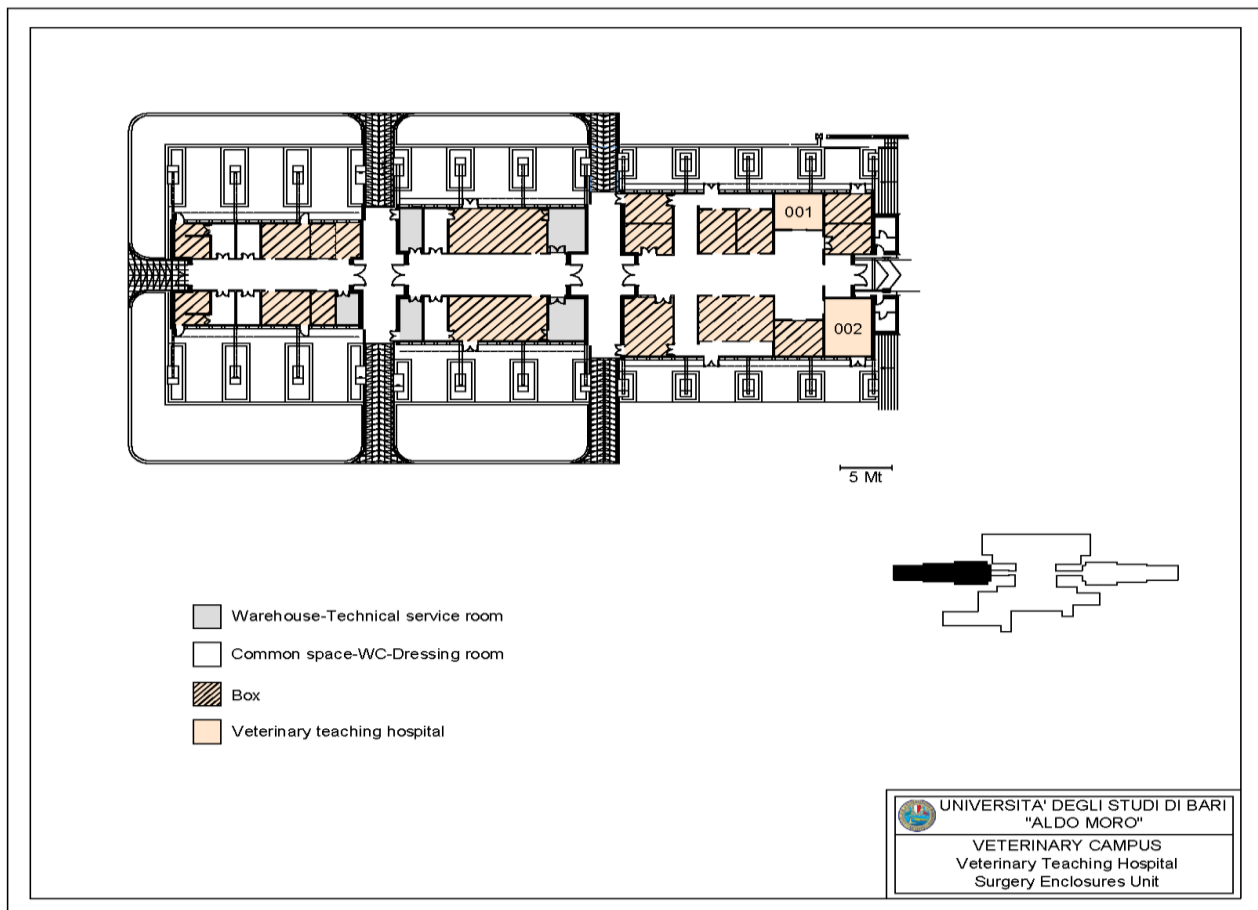 001
002
5 Mt
Warehouse-Technical service room
Common space-WC-Dressing room
Box
Veterinary teaching hospital
UNIVERSITA' DEGLI STUDI DI BARI
"ALDO MORO"
VETERINARY CAMPUS
Veterinary Teaching Hospital
Surgery Enclosures Unit